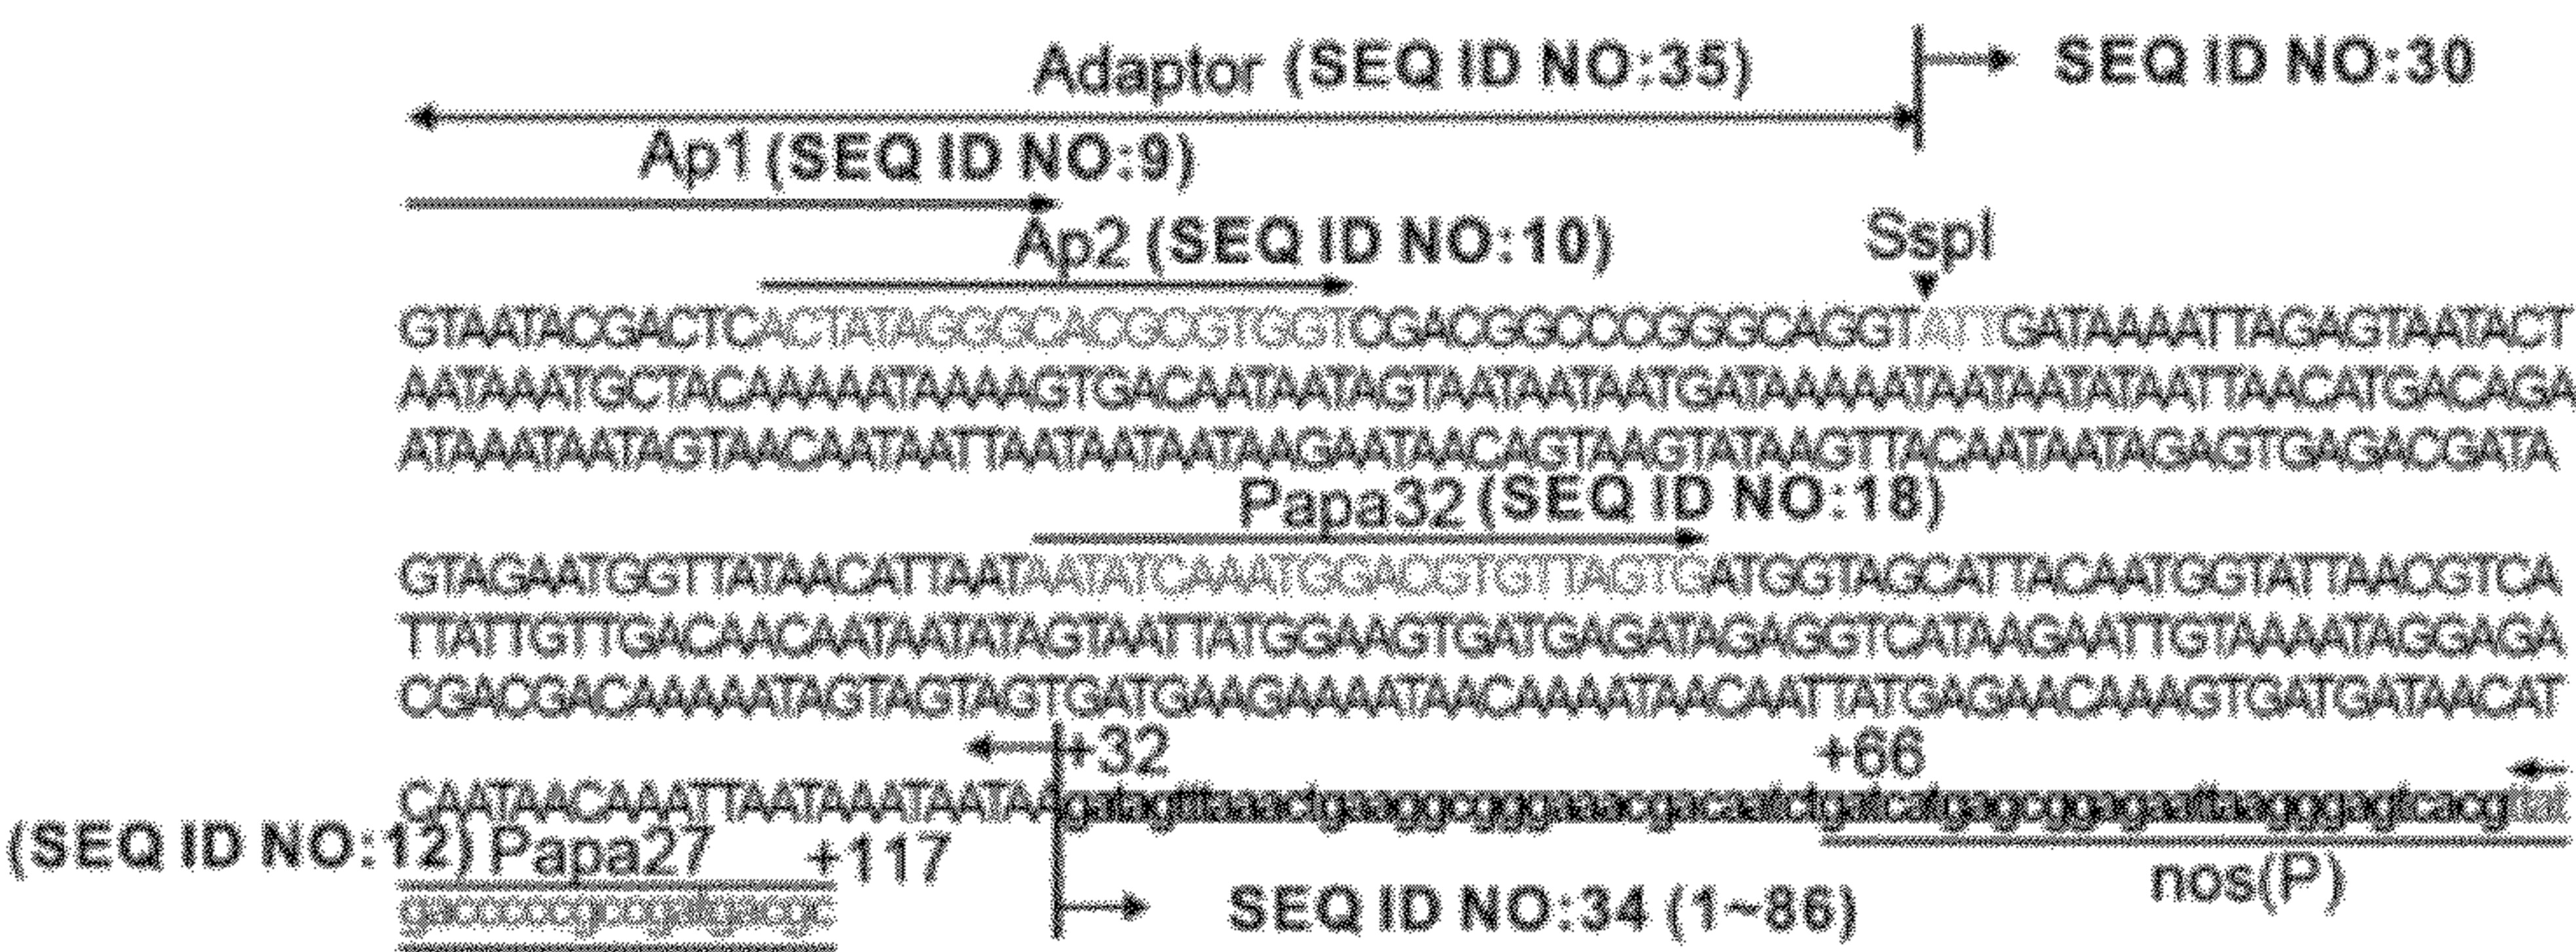 Adaptor (SEQ ID NO:35) SEQ ID NO:30
Ap1 (SEQ ID NO:9)
Ap2 (SEQ ID NO:10) SspI
GTAATACGACTCACTATAGGGCACGCGTGGTCGACGGCCCGGGCAGGTATTGATAAAATTAGAGTAATACT
AATAAATGCTACAAAAATAAAAGTGACAATAATAGTAATAATAATGATAAAAATAATAATATAATTAACATGACAGA
ATAAATAATAGTAACAATAATTAATAATAATAAGAATAACAGTAAGTATAAGTTACAATAATAGAGTGAGACGATA
Papa32 (SEQ ID NO:18)
GTAGAATGGTTATAACATTAATAATATCAAATGGACGTGTTAGTGATGGTAGCATTACAATGGTATTAACGTCA
TTATTGTTGACAACAATAATATAGTAATTATGGAAGTGATGAGATAGAGGTCATAAGAATTGTAAAATAGGAGA
CGACGACAAAAATAGTAGTAGTGATGAAGAAAATAACAAAATAACAATTATGAGAACAAAGTGATGATAACAT
+32 +66
CAATAACAAATTAATAAATAATAAgatagtttaaactgaaggcgggaaacgacaatctgatcatgagcggagaattaagggagtcacgttat
(SEQ ID NO:12) Papa27 +117
nos(P)
gacccccgccgatgacgc
SEQ ID NO:34 (1~86)